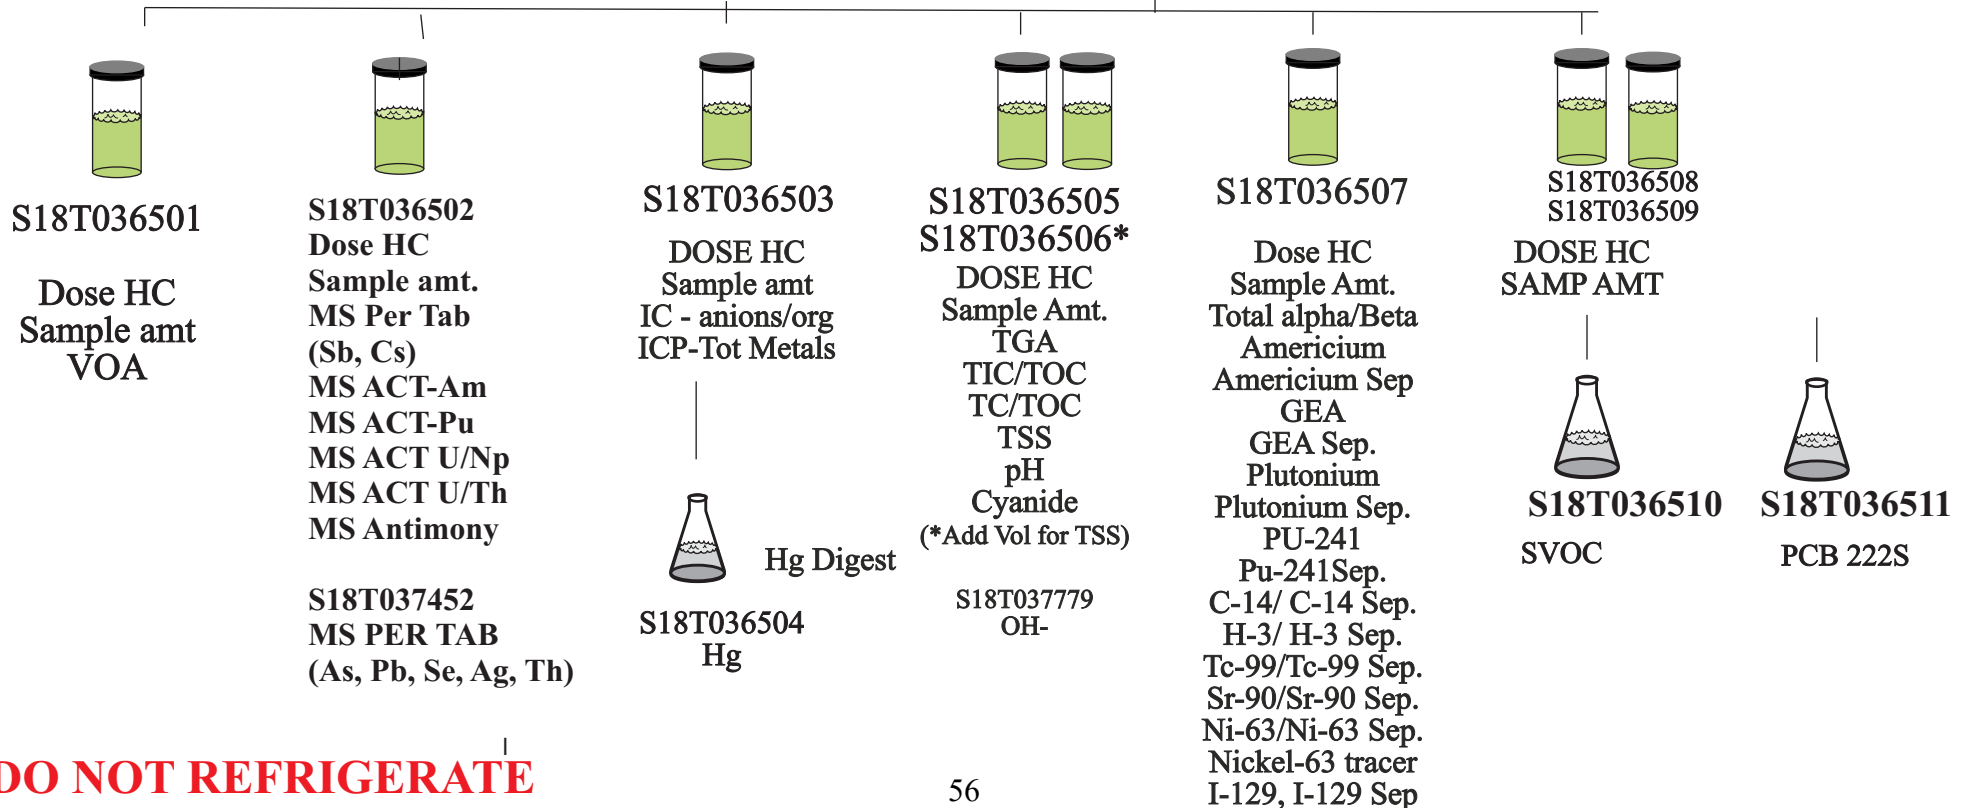 S18T036501
Dose HC
Sample amt
VOA
S18T036502
Dose HC
Sample amt.
MS Per Tab
(Sb, Cs)
MS ACT-Am
MS ACT-Pu
MS ACT U/Np
MS ACT U/Th
MS Antimony
S18T037452
MS PER TAB
(As, Pb, Se, Ag, Th)
S18T036503
DOSE HC
Sample amt
IC - anions/org
ICP-Tot Metals
Hg Digest
S18T036504
Hg
S18T036505
S18T036506*
DOSE HC
Sample Amt.
TGA
TIC/TOC
TC/TOC
TSS
pH
Cyanide
(*Add Vol for TSS)
S18T037779
OH-
S18T036507
Dose HC
Sample Amt.
Total alpha/Beta
Americium
Americium Sep
GEA
GEA Sep.
Plutonium
Plutonium Sep.
PU-241
Pu-241Sep.
C-14/ C-14 Sep.
H-3/ H-3 Sep.
Tc-99/Tc-99 Sep.
Sr-90/Sr-90 Sep.
Ni-63/Ni-63 Sep.
Nickel-63 tracer
I-129, I-129 Sep
S18T036508
S18T036509
DOSE HC
SAMP AMT
S18T036510
SVOC
S18T036511
PCB 222S
DO NOT REFRIGERATE
56